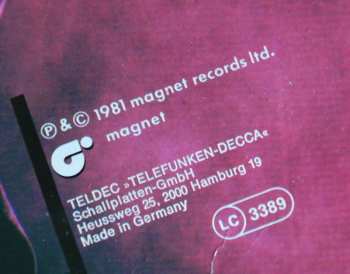 ℗ & © 1981 magnet records ltd.
magnet
TELDEC »TELEFUNKEN-DECCA«
Schallplatten-GmbH
Heussweg 25, 2000 Hamburg 19
Made in Germany
LC 3389